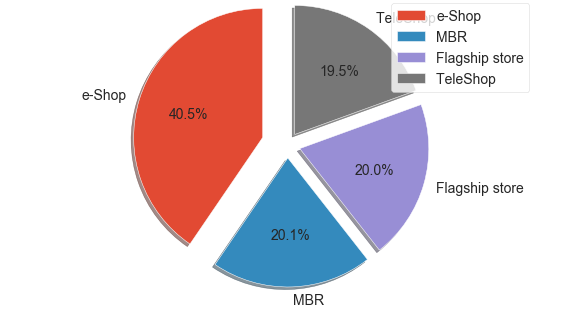 TeleShop
e-Shop
MBR
Flagship store
TeleShop
19.5%
e-Shop
40.5%
20.0%
Flagship store
20.1%
MBR